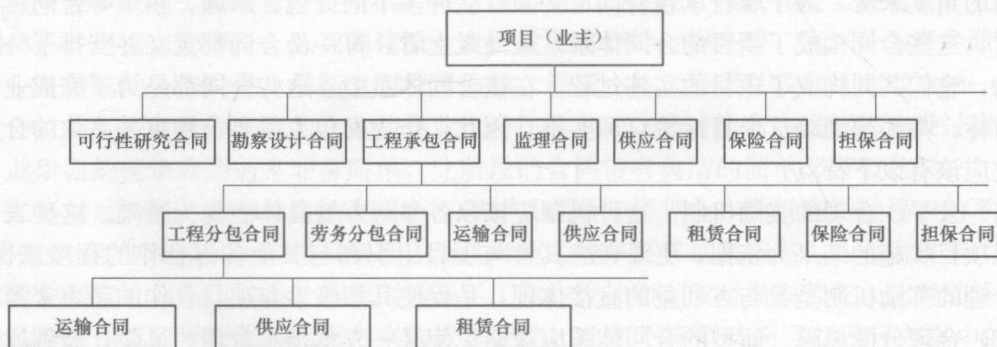 项目（业主）
可行性研究合同 勘察设计合同 工程承包合同 监理合同 供应合同 保险合同 担保合同
工程分包合同 劳务分包合同 运输合同 供应合同 租赁合同 保险合同 担保合同
运输合同 供应合同 租赁合同